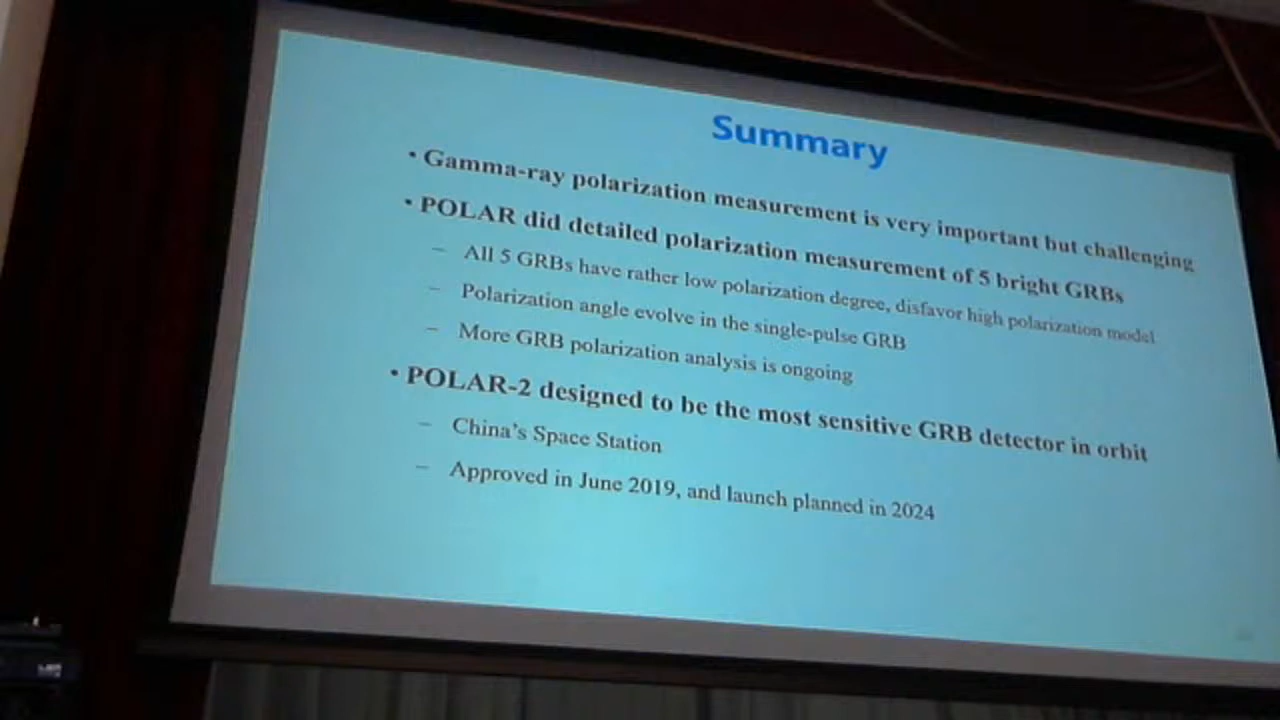 Summary
• Gamma-ray polarization measurement is very important but challenging
• POLAR did detailed polarization measurement of 5 bright GRBs
– All 5 GRBs have rather low polarization degree, disfavor high polarization model
– Polarization angle evolve in the single-pulse GRB
– More GRB polarization analysis is ongoing
• POLAR-2 designed to be the most sensitive GRB detector in orbit
– China's Space Station
– Approved in June 2019, and launch planned in 2024